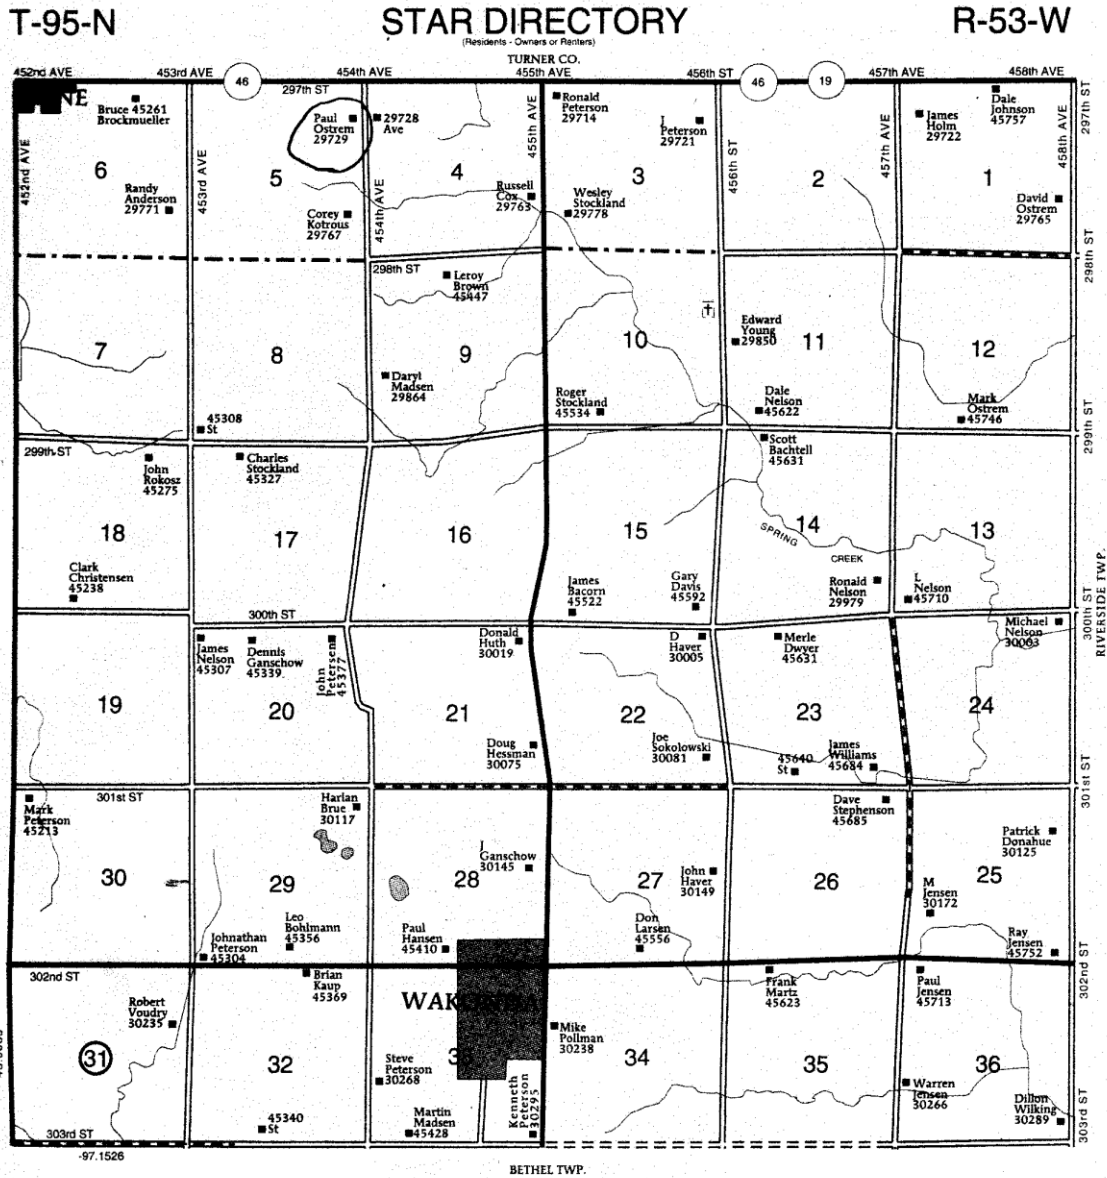 T-95-N
STAR DIRECTORY
R-53-W
(Residents - Owners or Renters)
TURNER CO.
452nd AVE
453rd AVE
46
454th AVE
455th AVE
456th ST
46
19
457th AVE
458th AVE
297th ST
NE
Bruce 45261
Brockmueller
Paul
Ostrem
29729
29728
Ave
Ronald
Peterson
29714
J
Peterson
29721
James
Holm
29722
Dale
Johnson
45757
297th ST
452nd AVE
453rd AVE
454th AVE
455th AVE
456th ST
457th AVE
458th AVE
6
5
4
3
2
1
Randy
Anderson
29771
Corey
Kotrous
29767
Russell
Cox
29763
Wesley
Stockland
29778
David
Ostrem
29765
298th ST
298th ST
Leroy
Brown
45447
Edward
Young
29850
7
8
9
10
11
12
Daryl
Madsen
29864
Roger
Stockland
45534
Dale
Nelson
45622
Mark
Ostrem
45746
45308
St
299th ST
299th ST
John
Rokosz
45275
Charles
Stockland
45327
Scott
Bachtell
45631
18
17
16
15
14
13
SPRING
CREEK
Clark
Christensen
45238
James
Bacorn
45522
Gary
Davis
45592
Ronald
Nelson
29979
L
Nelson
45710
RIVERSIDE TWP.
300th ST
300th ST
James
Nelson
45307
Dennis
Ganschow
45339
John
Petersen
45377
Donald
Huth
30019
D
Haver
30005
Merle
Dwyer
45631
Michael
Nelson
30003
19
20
21
22
23
24
Doug
Hessman
30075
Joe
Sokolowski
30081
45640
St
James
Williams
45684
301st ST
301st ST
Mark
Peterson
45213
Harlan
Brue
30117
J
Ganschow
30145
John
Haver
30149
Dave
Stephenson
45685
Patrick
Donahue
30125
30
29
28
27
26
25
M
Jensen
30172
Johnathan
Peterson
45304
Leo
Bohlmann
45356
Paul
Hansen
45410
Don
Larsen
45556
Ray
Jensen
45752
302nd ST
302nd ST
Brian
Kaup
45369
Frank
Martz
45623
Paul
Jensen
45713
Robert
Voudry
30235
Mike
Pollman
30238
31
32
34
35
36
Steve
Peterson
30268
Kenneth
Peterson
30295
Warren
Jensen
30266
Dillon
Wilking
30289
45340
St
Martin
Madsen
45428
303rd ST
303rd ST
-97.1526
BETHEL TWP.